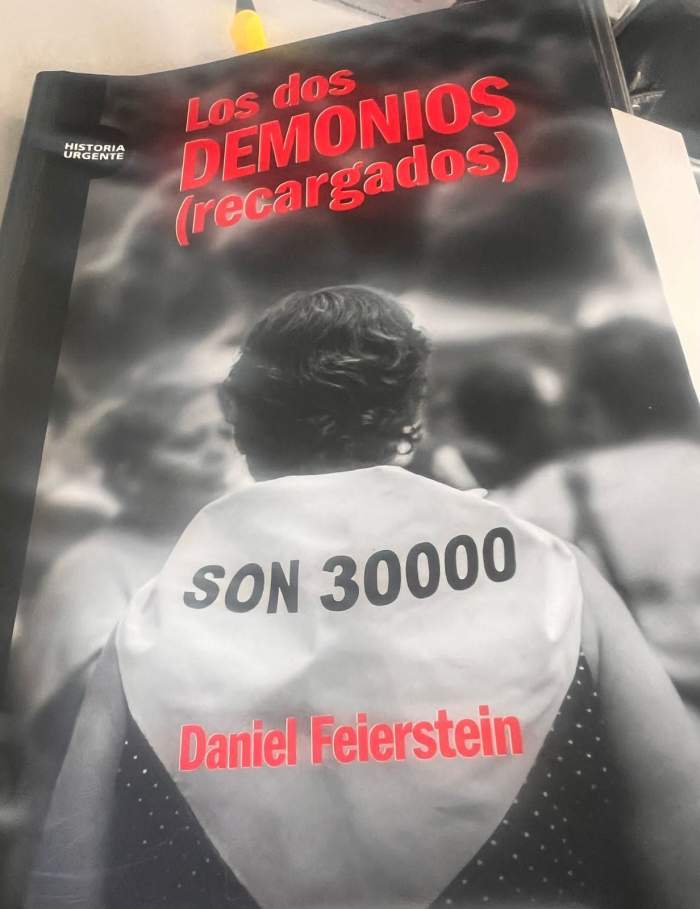 Los dos
DEMONIOS
(recargados)
HISTORIA
URGENTE
SON 30000
Daniel Feierstein